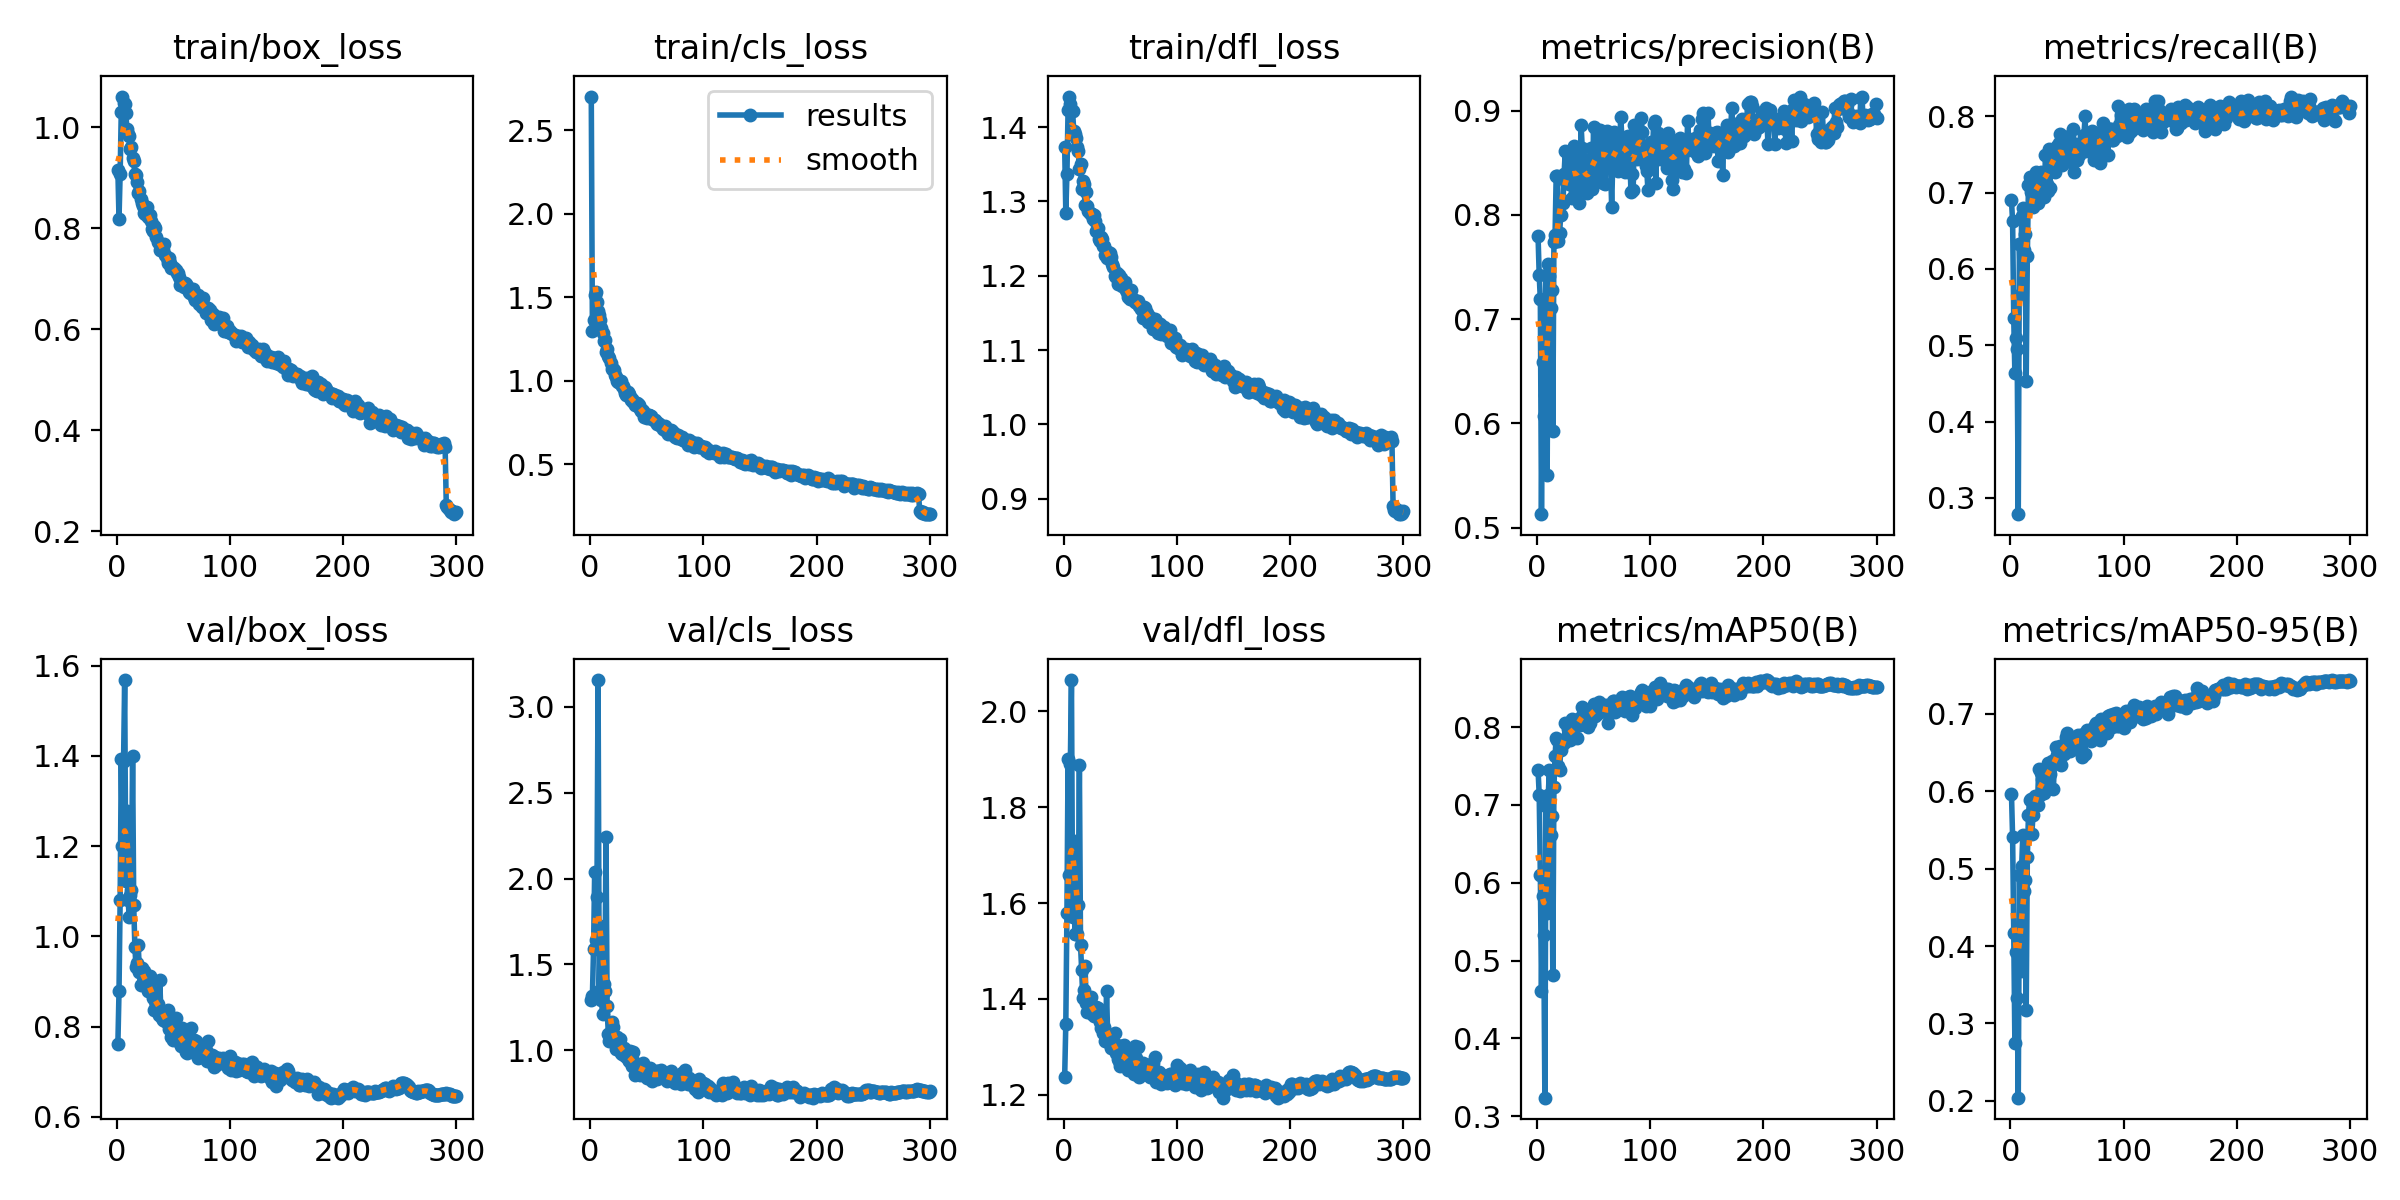 train/box_loss
1.0
0.8
0.6
0.4
0.2
0 100 200 300
train/cls_loss
results
smooth
2.5
2.0
1.5
1.0
0.5
0 100 200 300
train/dfl_loss
1.4
1.3
1.2
1.1
1.0
0.9
0 100 200 300
metrics/precision(B)
0.9
0.8
0.7
0.6
0.5
0 100 200 300
metrics/recall(B)
0.8
0.7
0.6
0.5
0.4
0.3
0 100 200 300
val/box_loss
1.6
1.4
1.2
1.0
0.8
0.6
0 100 200 300
val/cls_loss
3.0
2.5
2.0
1.5
1.0
0 100 200 300
val/dfl_loss
2.0
1.8
1.6
1.4
1.2
0 100 200 300
metrics/mAP50(B)
0.8
0.7
0.6
0.5
0.4
0.3
0 100 200 300
metrics/mAP50-95(B)
0.7
0.6
0.5
0.4
0.3
0.2
0 100 200 300